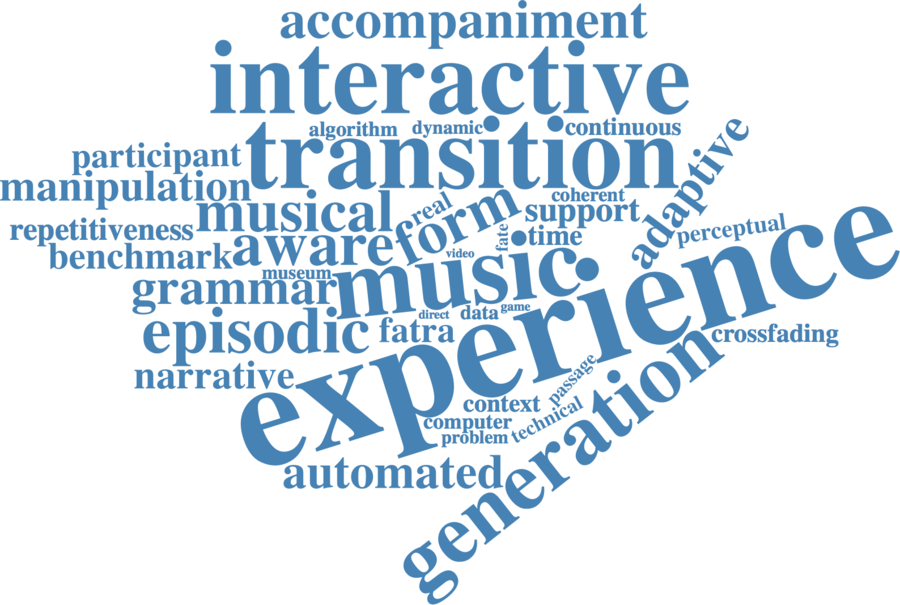 accompaniment
interactive
algorithm
dynamic
continuous
transition
adaptive
participant
manipulation
musical
real
form
coherent
support
repetitiveness
aware
fate
time
perceptual
benchmark
video
museum
music
experience
grammar
direct
data
game
episodic
fatra
crossfading
narrative
passage
context
generation
computer
technical
problem
automated